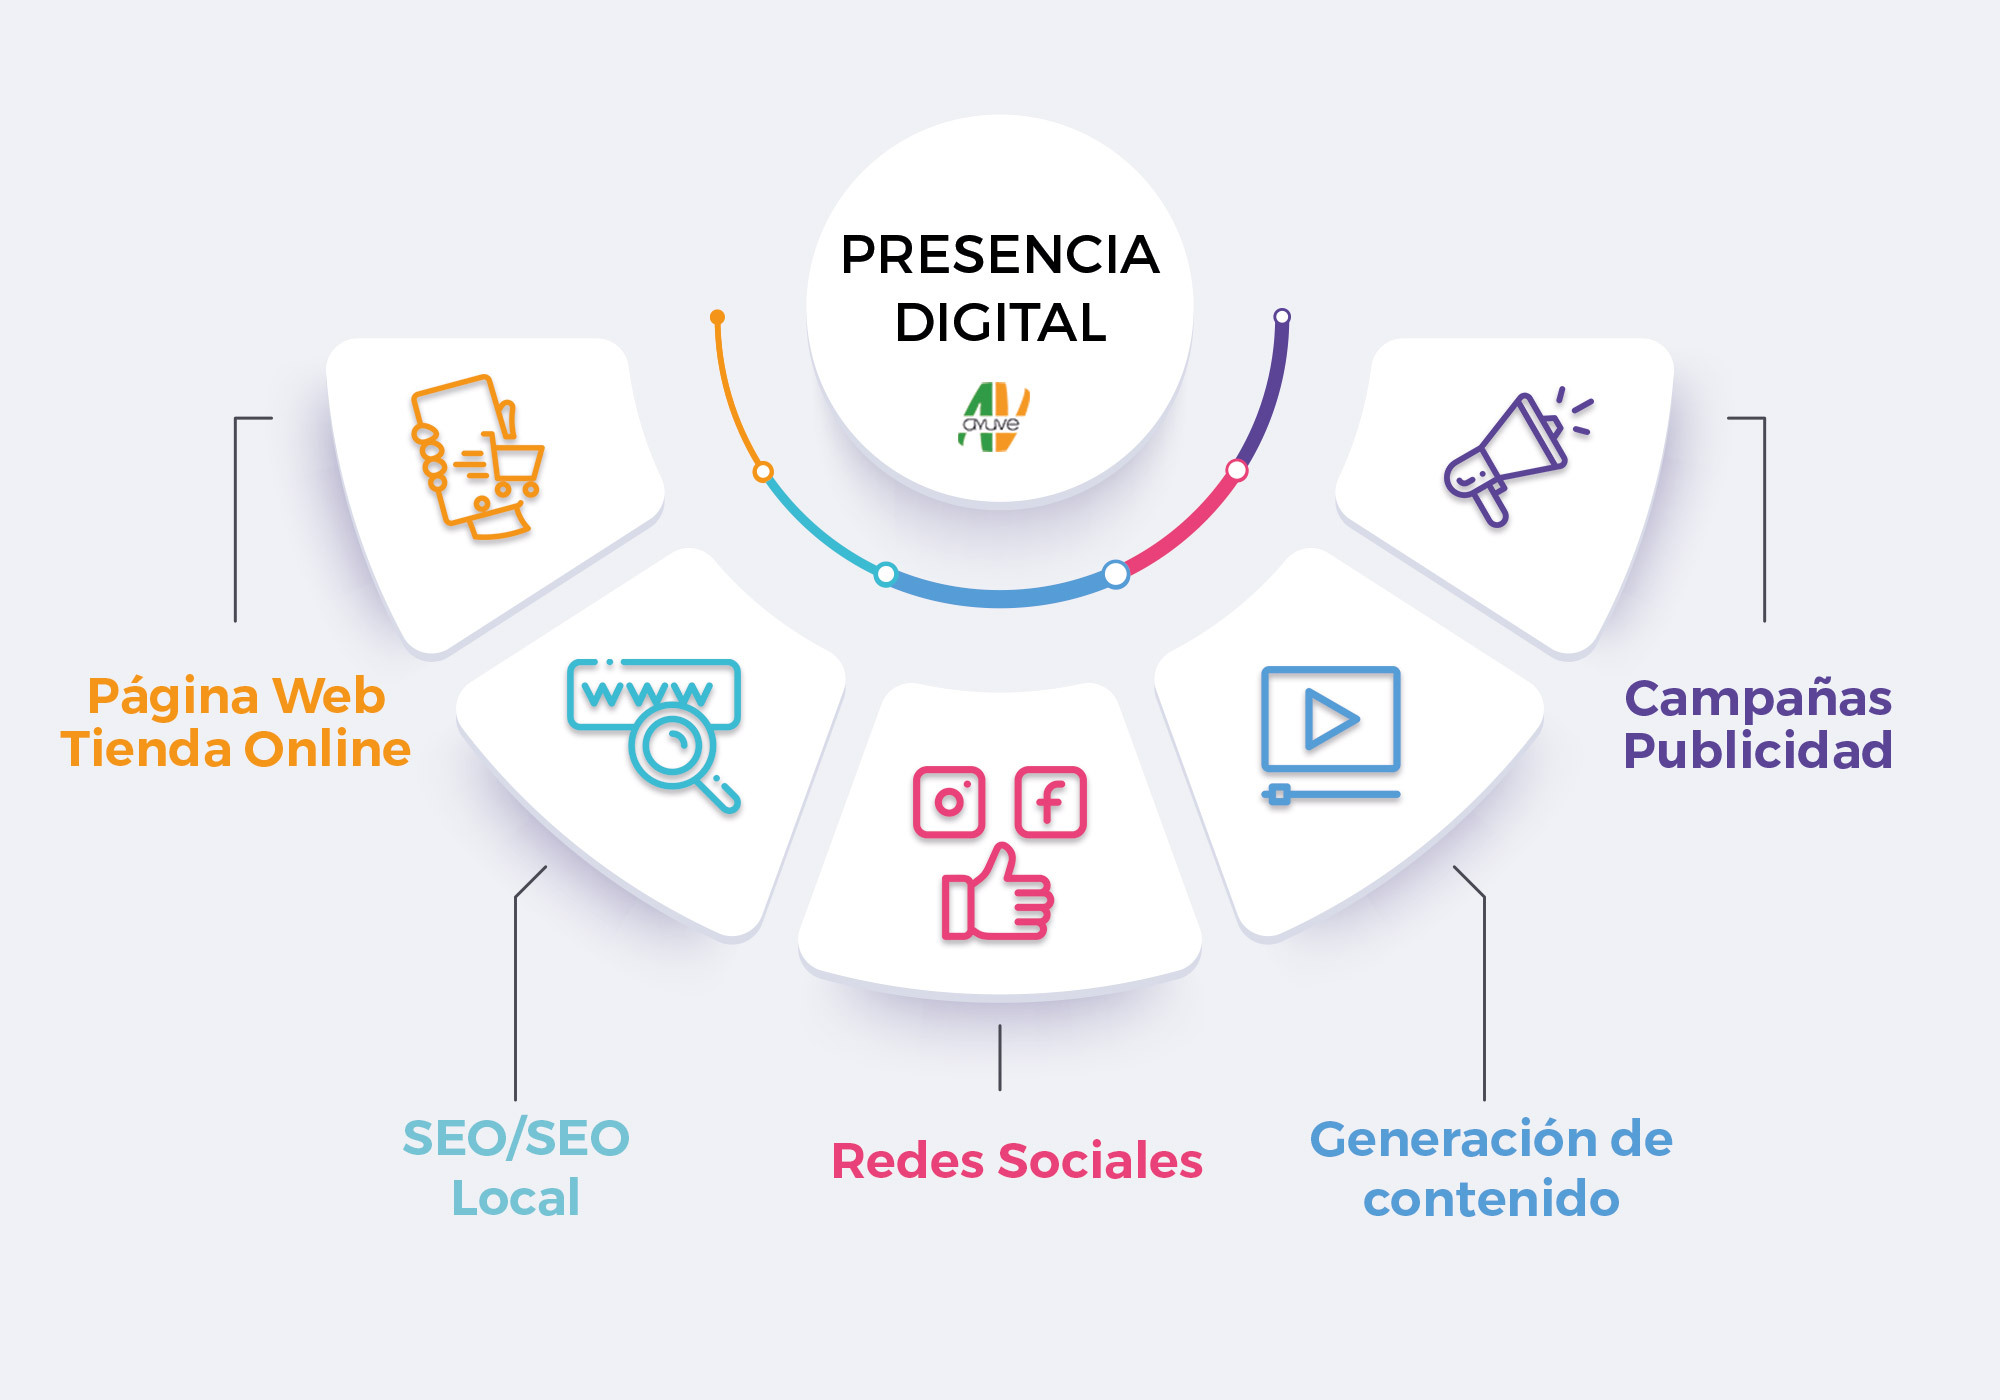 PRESENCIA
DIGITAL
ayuve
Página Web
Tienda Online
www
SEO/SEO
Local
Redes Sociales
Generación de
contenido
Campañas
Publicidad